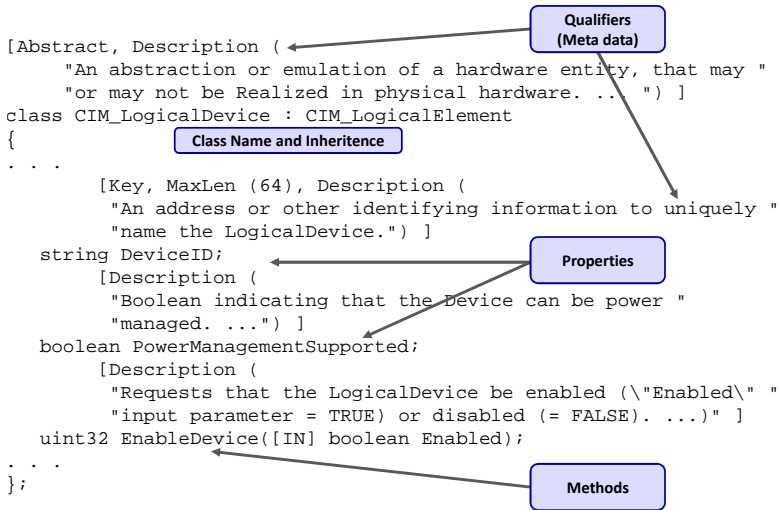 Qualifiers
(Meta data)
[Abstract, Description (
"An abstraction or emulation of a hardware entity, that may "
"or may not be Realized in physical hardware. ... ") ]
class CIM_LogicalDevice : CIM_LogicalElement
{
Class Name and Inheritence
. . .
[Key, MaxLen (64), Description (
"An address or other identifying information to uniquely "
"name the LogicalDevice.") ]
string DeviceID;
Properties
[Description (
"Boolean indicating that the Device can be power "
"managed. ...") ]
boolean PowerManagementSupported;
[Description (
"Requests that the LogicalDevice be enabled (\"Enabled\" "
"input parameter = TRUE) or disabled (= FALSE). ...)" ]
uint32 EnableDevice([IN] boolean Enabled);
. . .
};
Methods